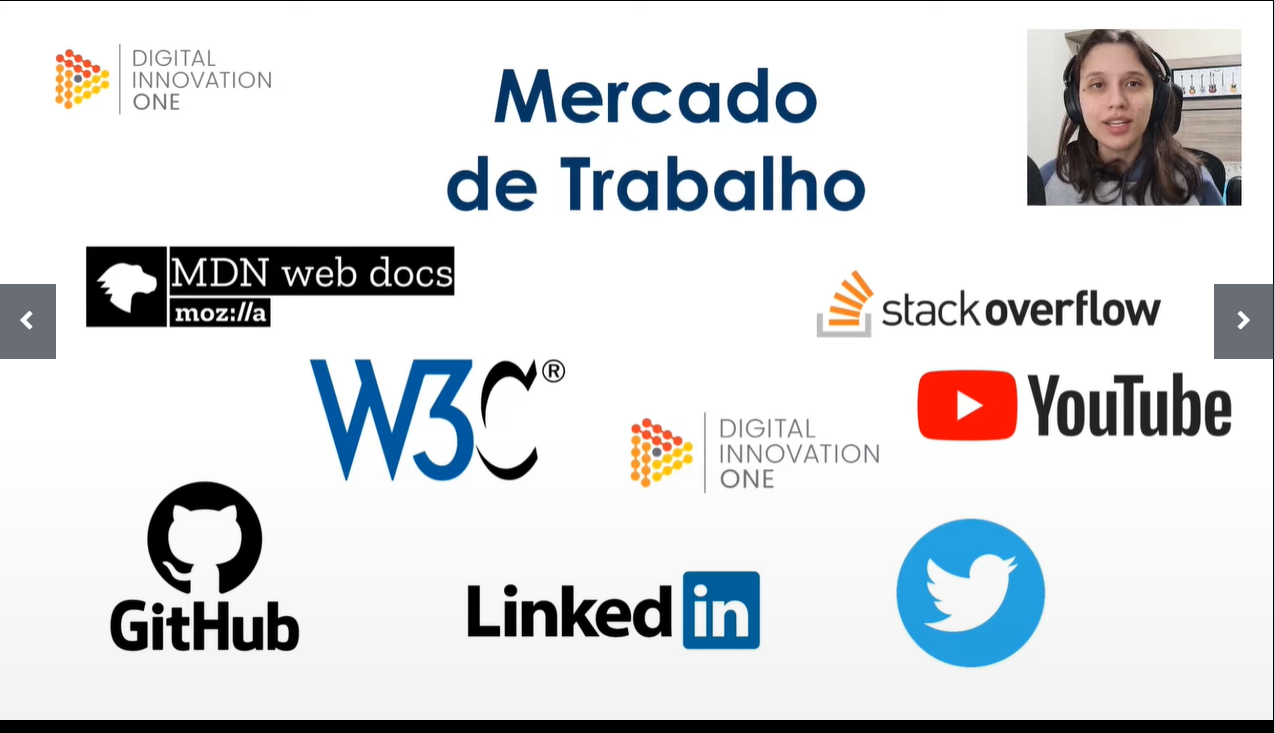 DIGITAL
INNOVATION
ONE
Mercado
de Trabalho
MDN web docs
moz://a
stackoverflow
W3C®
YouTube
DIGITAL
INNOVATION
ONE
GitHub
Linkedin